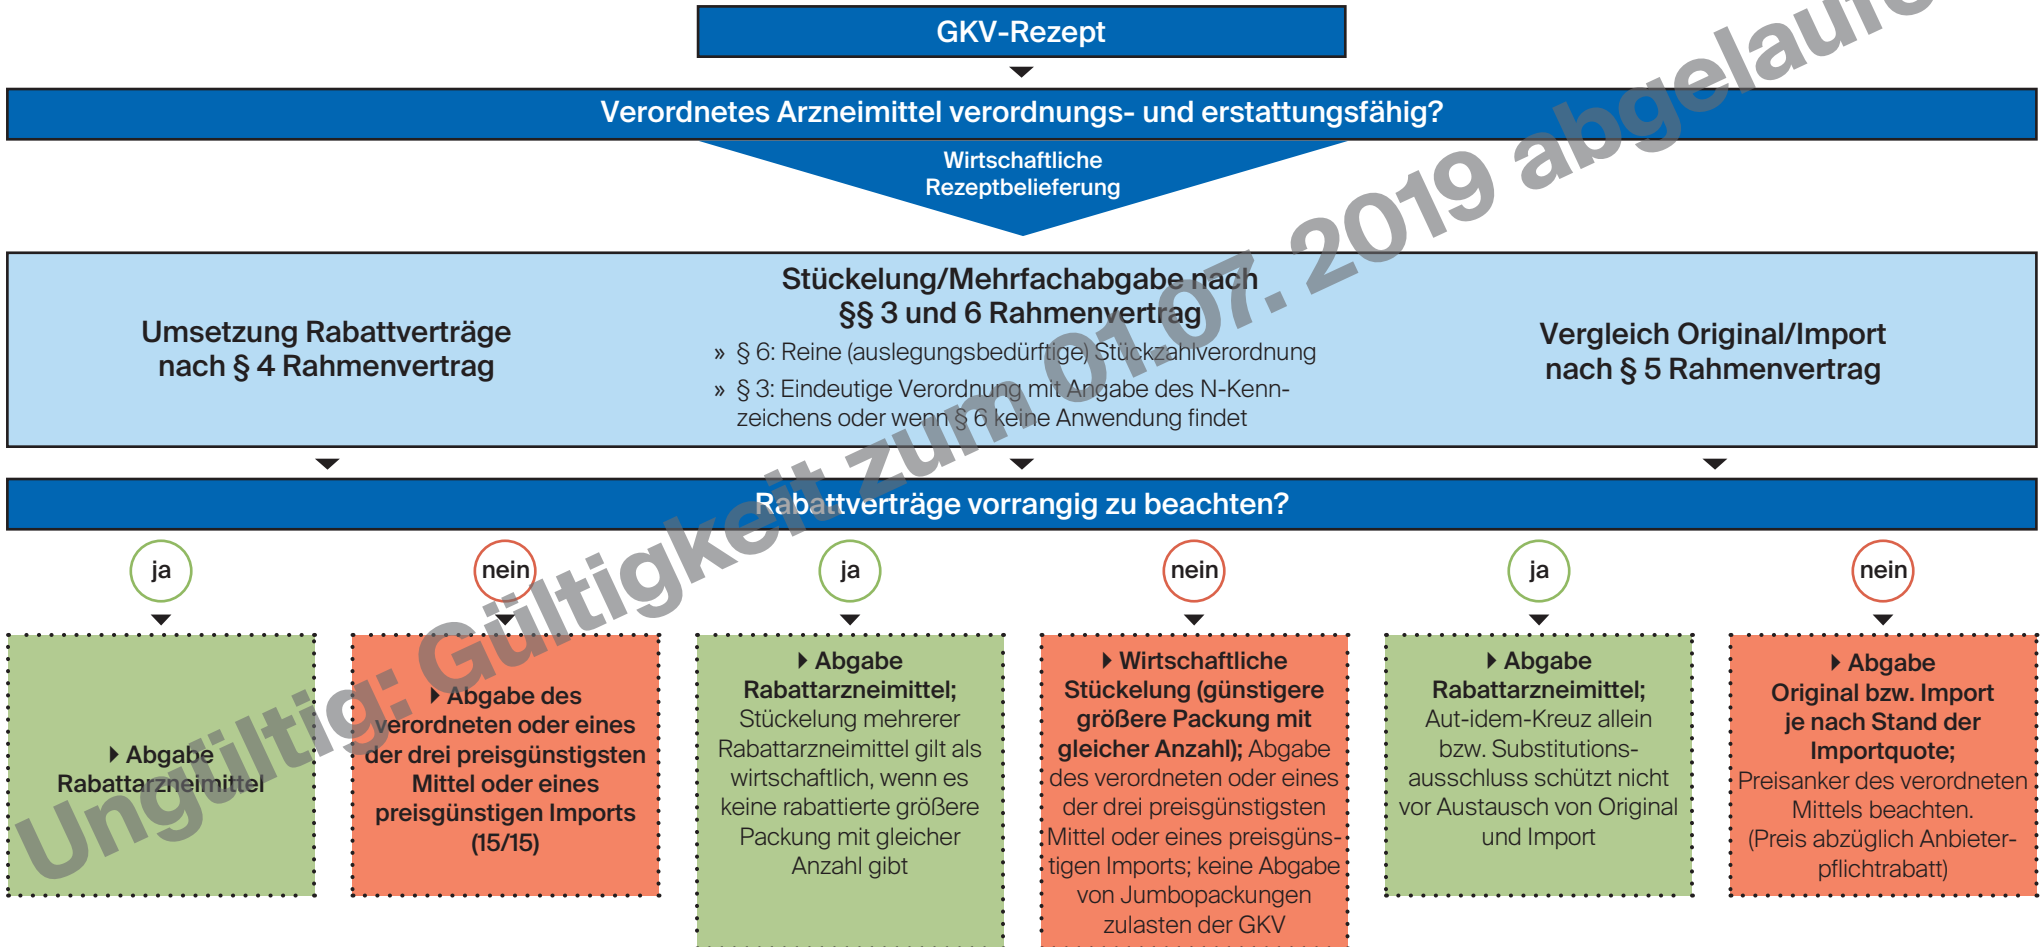 GKV-Rezept
Verordnetes Arzneimittel verordnungs- und erstattungsfähig?
Wirtschaftliche
Rezeptbelieferung
Umsetzung Rabattverträge
nach § 4 Rahmenvertrag
Stückelung/Mehrfachabgabe nach
§§ 3 und 6 Rahmenvertrag
» § 6: Reine (auslegungsbedürftige) Stückzahlverordnung
» § 3: Eindeutige Verordnung mit Angabe des N-Kenn-
zeichens oder wenn § 6 keine Anwendung findet
Vergleich Original/Import
nach § 5 Rahmenvertrag
Rabattverträge vorrangig zu beachten?
ja
nein
ja
nein
ja
nein
Abgabe
Rabattarzneimittel
Abgabe des
verordneten oder eines
der drei preisgünstigsten
Mittel oder eines
preisgünstigen Imports
(15/15)
Abgabe
Rabattarzneimittel;
Stückelung mehrerer
Rabattarzneimittel gilt als
wirtschaftlich, wenn es
keine rabattierte größere
Packung mit gleicher
Anzahl gibt
Wirtschaftliche
Stückelung (günstigere
größere Packung mit
gleicher Anzahl); Abgabe
des verordneten oder eines
der drei preisgünstigsten
Mittel oder eines preisgüns-
tigen Imports; keine Abgabe
von Jumbopackungen
zulasten der GKV
Abgabe
Rabattarzneimittel;
Aut-idem-Kreuz allein
bzw. Substitutions-
ausschluss schützt nicht
vor Austausch von Original
und Import
Abgabe
Original bzw. Import
je nach Stand der
Importquote;
Preisanker des verordneten
Mittels beachten.
(Preis abzüglich Anbieter-
pflichtrabatt)
Ungültig: Gültigkeit zum 01.07. 2019 abgelaufe